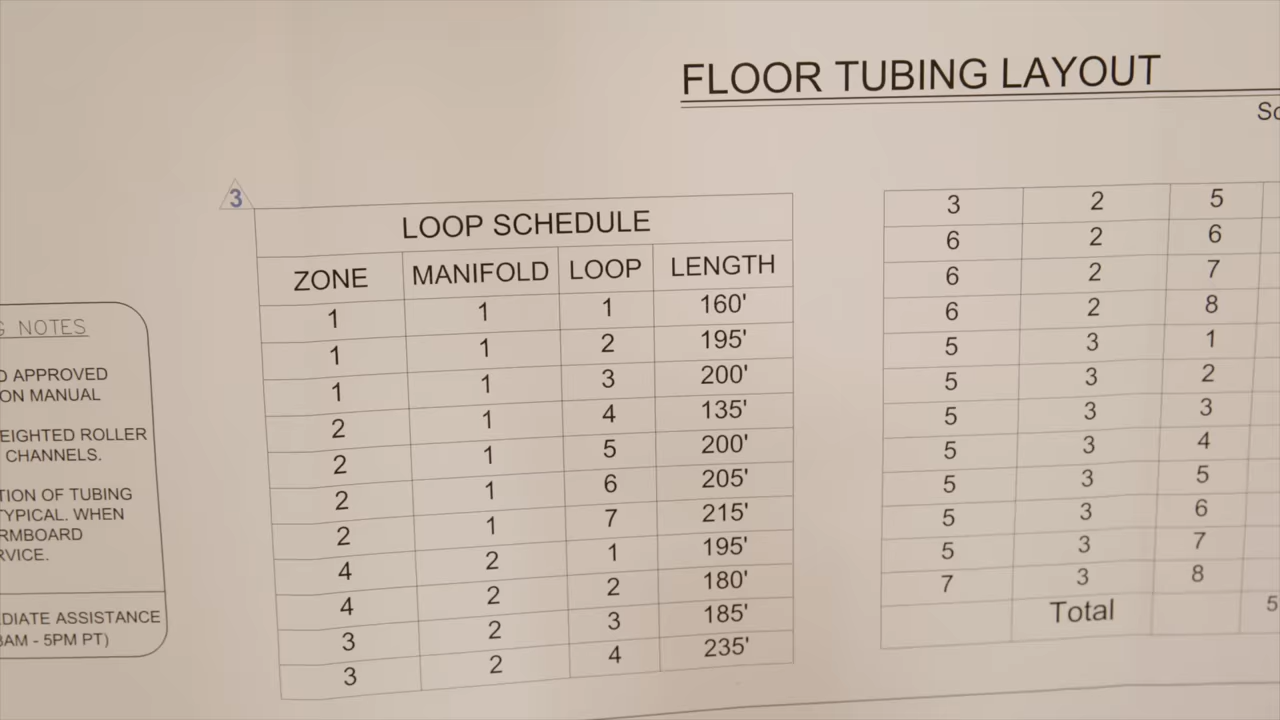 FLOOR TUBING LAYOUT
3
LOOP SCHEDULE
ZONE MANIFOLD LOOP LENGTH
1 1 1 160'
1 1 2 195'
1 1 3 200'
2 1 4 135'
2 1 5 200'
2 1 6 205'
2 1 7 215'
4 2 1 195'
4 2 2 180'
3 2 3 185'
3 2 4 235'
3 2 5
6 2 6
6 2 7
6 2 8
5 3 1
5 3 2
5 3 3
5 3 4
5 3 5
5 3 6
5 3 7
7 3 8
Total 5
NOTES
APPROVED
ON MANUAL
EIGHTED ROLLER
CHANNELS.
TION OF TUBING
TYPICAL. WHEN
RMBOARD
RVICE.
DIATE ASSISTANCE
8AM - 5PM PT)